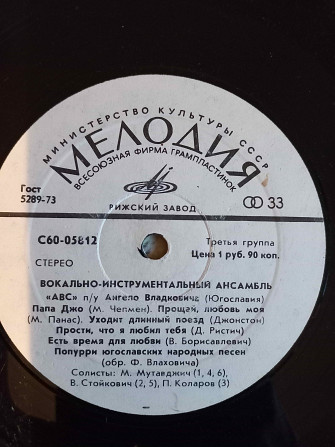 МИНИСТЕРСТВО КУЛЬТУРЫ СССР
МЕЛОДИЯ
ВСЕСОЮЗНАЯ ФИРМА ГРАМПЛАСТИНОК
Гост
5289-73
РИЖСКИЙ ЗАВОД
33
С60-05812
Третья группа
СТЕРЕО
Цена 1 руб. 90 коп.
ВОКАЛЬНО-ИНСТРУМЕНТАЛЬНЫЙ АНСАМБЛЬ
«АВС» п/у Ангело Владковича (Югославия)
Папа Джо (М. Чепмен). Прощай, любовь моя
(М. Панас). Уходит длинный поезд (Джонстон)
Прости, что я любил тебя (Д. Ристич)
Есть время для любви (В. Борисавлевич)
Попурри югославских народных песен
(обр. Ф. Влаховича)
Солисты: М. Мутавджич (1, 4, 6),
В. Стойкович (2, 5), П. Коларов (3)